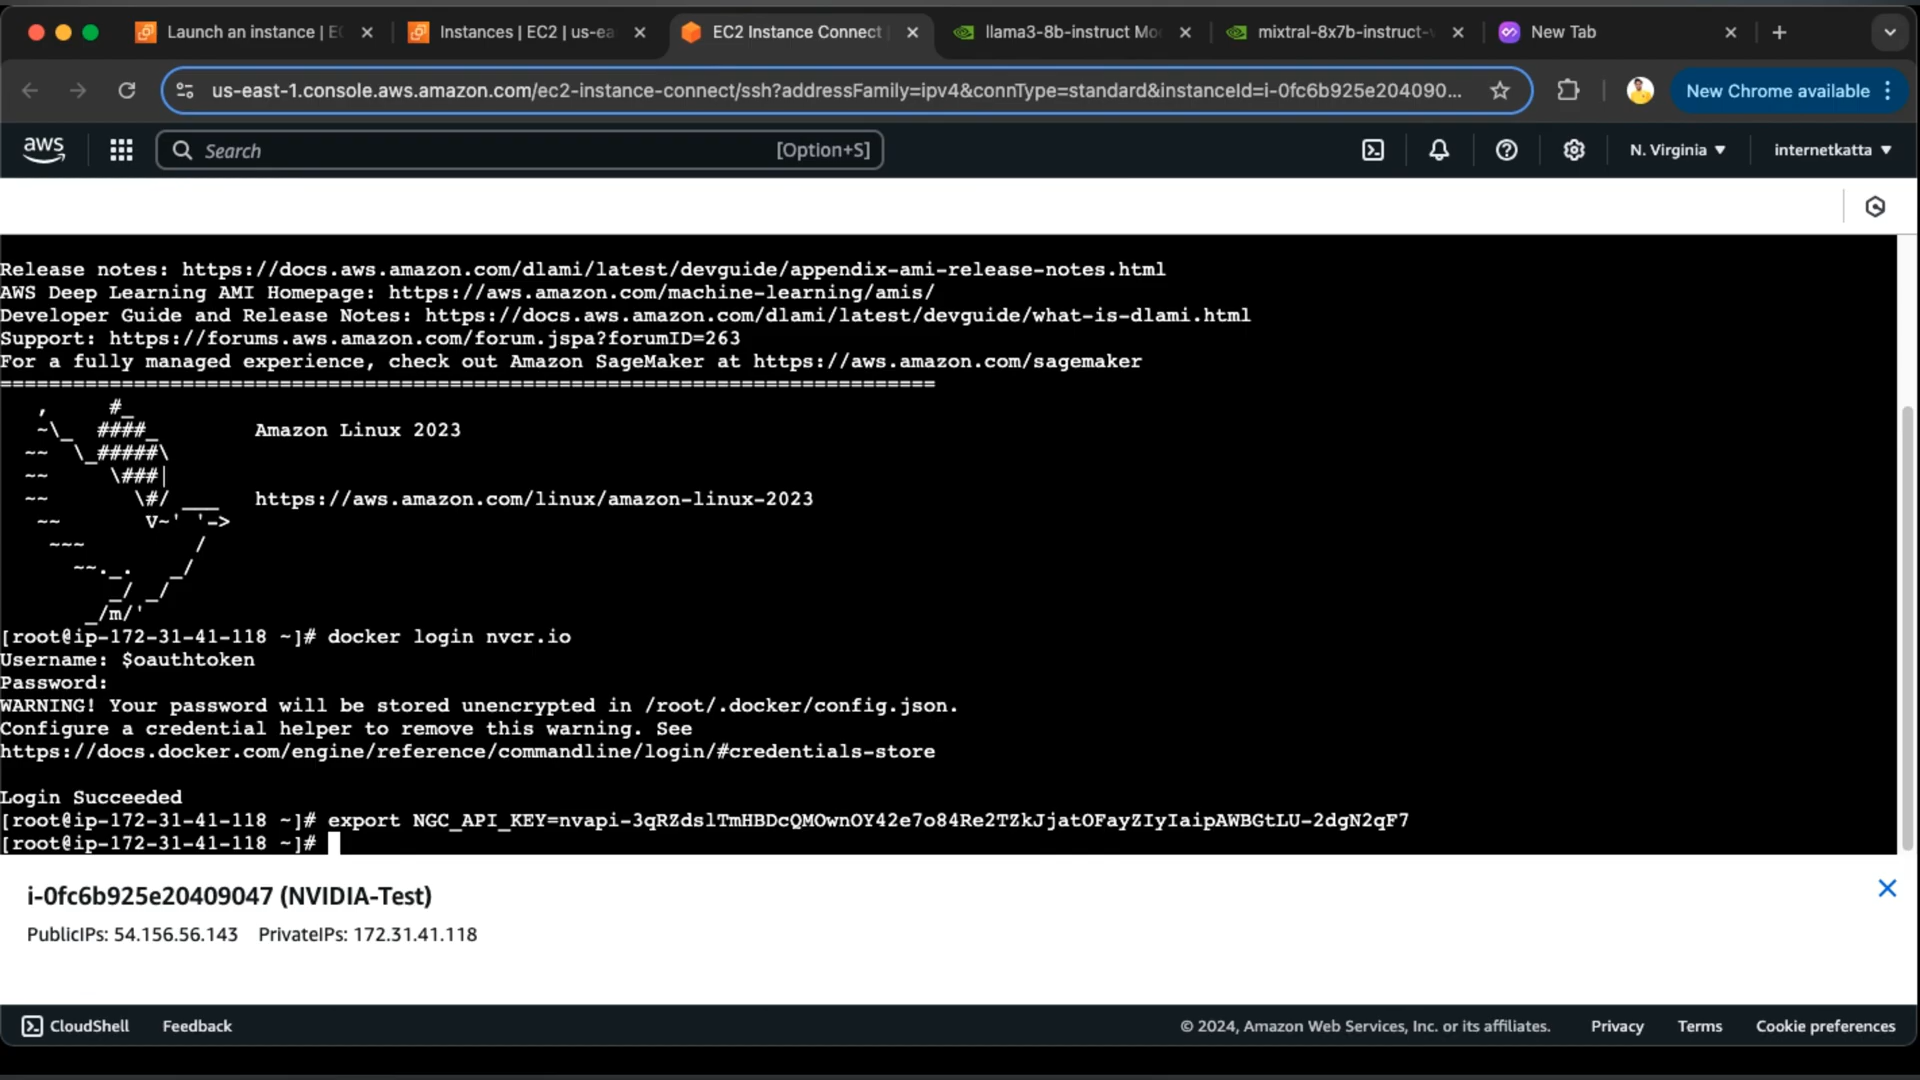 Launch an instance | EC
Instances | EC2 | us-ea
EC2 Instance Connect
llama3-8b-instruct Mo
mixtral-8x7b-instruct-v
New Tab
us-east-1.console.aws.amazon.com/ec2-instance-connect/ssh?addressFamily=ipv4&connType=standard&instanceId=i-0fc6b925e204090...
New Chrome available
aws
Search
[Option+S]
N. Virginia
internetkatta
Release notes: https://docs.aws.amazon.com/dlami/latest/devguide/appendix-ami-release-notes.html
AWS Deep Learning AMI Homepage: https://aws.amazon.com/machine-learning/amis/
Developer Guide and Release Notes: https://docs.aws.amazon.com/dlami/latest/devguide/what-is-dlami.html
Support: https://forums.aws.amazon.com/forum.jspa?forumID=263
For a fully managed experience, check out Amazon SageMaker at https://aws.amazon.com/sagemaker
=============================================================================
   ,     #_
   ~\_  ####_        Amazon Linux 2023
  ~~  \_#####\
  ~~     \###|
  ~~       \#/ ___   https://aws.amazon.com/linux/amazon-linux-2023
   ~~       V~' '->
    ~~~         /
      ~~._.   _/
         _/ _/
       _/m/'
[root@ip-172-31-41-118 ~]# docker login nvcr.io
Username: $oauthtoken
Password:
WARNING! Your password will be stored unencrypted in /root/.docker/config.json.
Configure a credential helper to remove this warning. See
https://docs.docker.com/engine/reference/commandline/login/#credentials-store
Login Succeeded
[root@ip-172-31-41-118 ~]# export NGC_API_KEY=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
[root@ip-172-31-41-118 ~]#
i-0fc6b925e20409047 (NVIDIA-Test)
PublicIPs: 54.156.56.143 PrivateIPs: 172.31.41.118
CloudShell
Feedback
© 2024, Amazon Web Services, Inc. or its affiliates.
Privacy
Terms
Cookie preferences